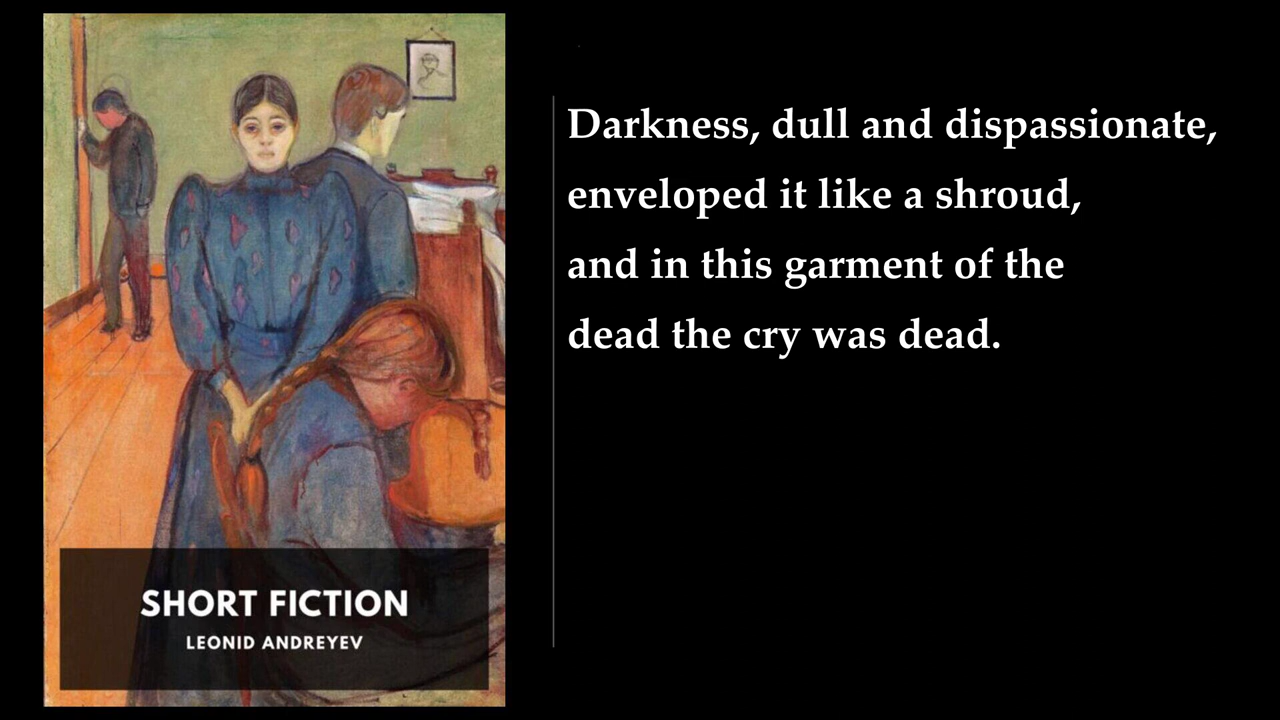 SHORT FICTION
LEONID ANDREYEV
Darkness, dull and dispassionate,
enveloped it like a shroud,
and in this garment of the
dead the cry was dead.